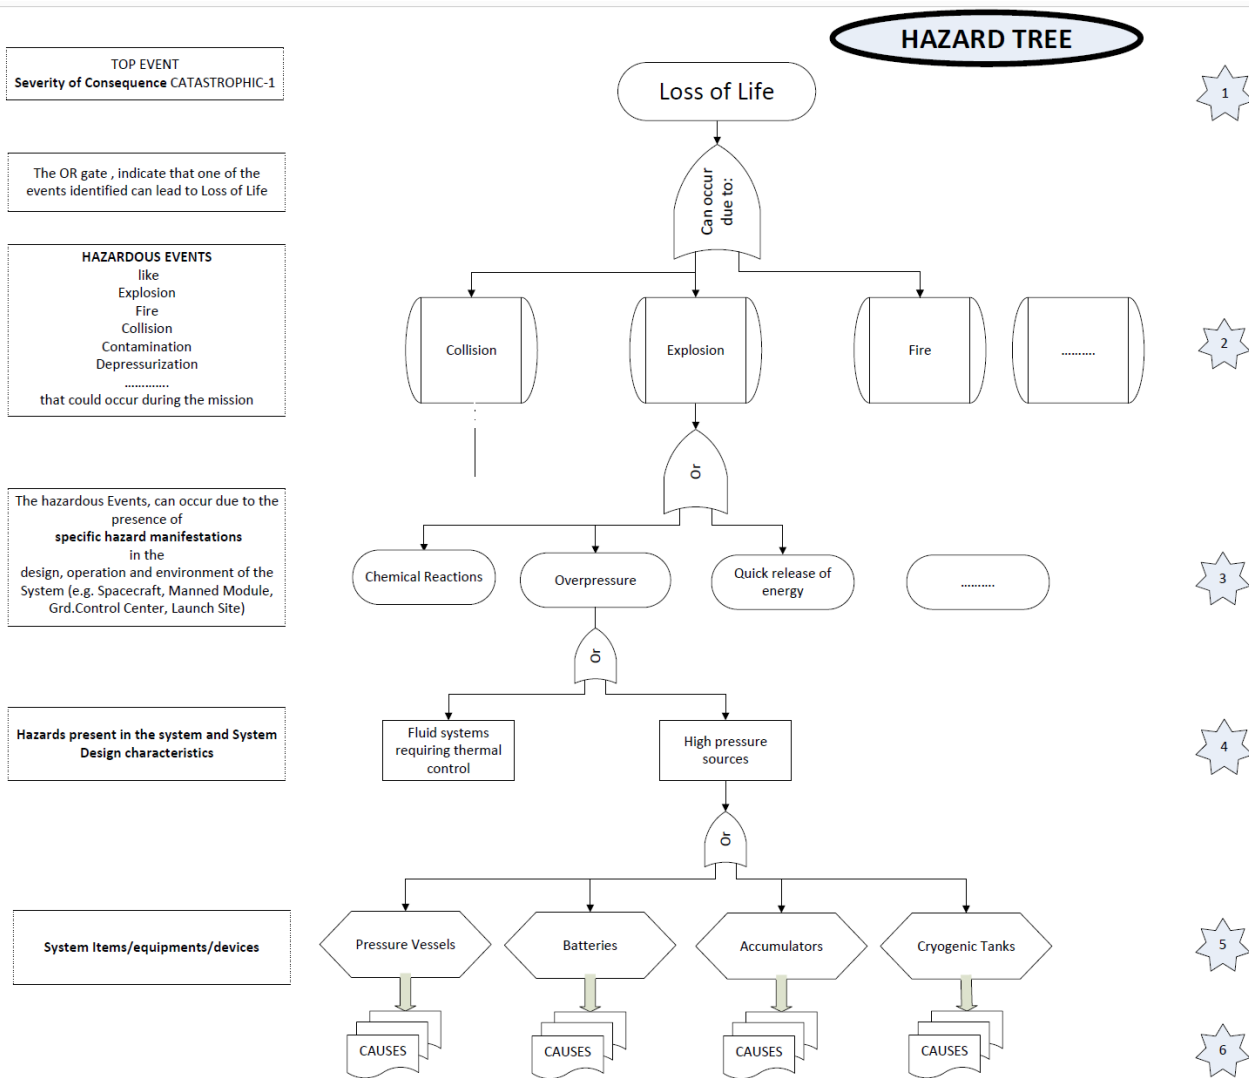 HAZARD TREE
TOP EVENT
Severity of Consequence CATASTROPHIC-1
Loss of Life
1
The OR gate , indicate that one of the
events identified can lead to Loss of Life
Can occur
due to:
HAZARDOUS EVENTS
like
Explosion
Fire
Collision
Contamination
Depressurization
.............
that could occur during the mission
Collision
Explosion
Fire
..........
2
Or
The hazardous Events, can occur due to the
presence of
specific hazard manifestations
in the
design, operation and environment of the
System (e.g. Spacecraft, Manned Module,
Grd.Control Center, Launch Site)
Chemical Reactions
Overpressure
Quick release of
energy
..........
3
Or
Hazards present in the system and System
Design characteristics
Fluid systems
requiring thermal
control
High pressure
sources
4
Or
System Items/equipments/devices
Pressure Vessels
Batteries
Accumulators
Cryogenic Tanks
5
CAUSES
CAUSES
CAUSES
CAUSES
6